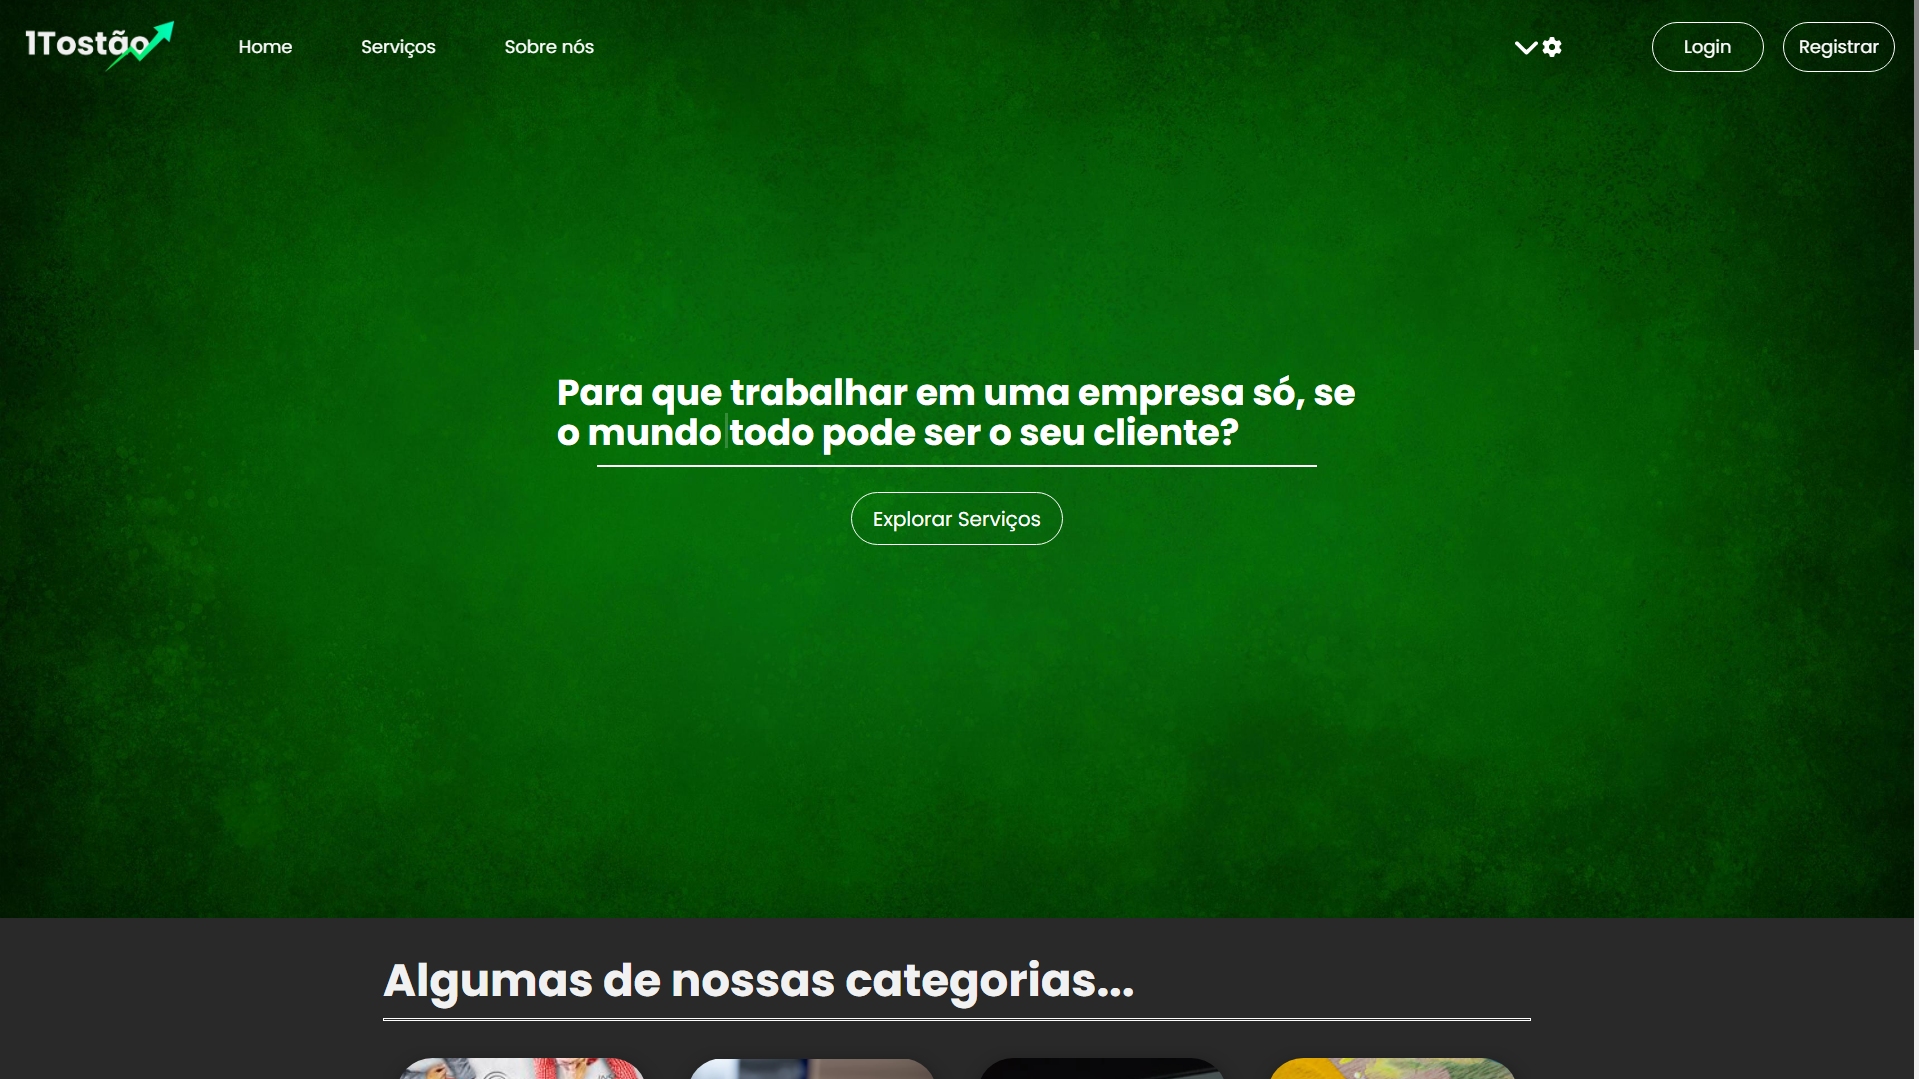 1Tostão
Home
Serviços
Sobre nós
Login
Registrar
Para que trabalhar em uma empresa só, se
o mundo todo pode ser o seu cliente?
Explorar Serviços
Algumas de nossas categorias...